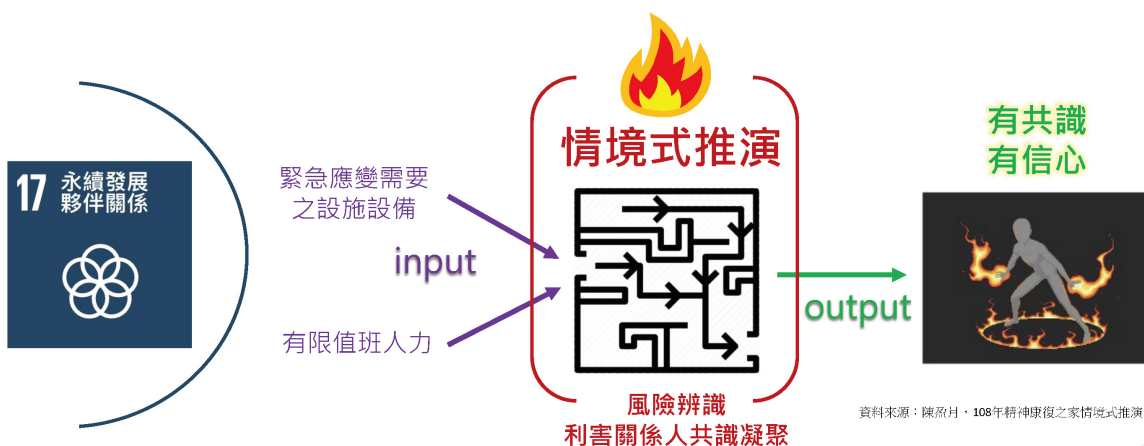 17 永續發展
夥伴關係
緊急應變需要
之設施設備
input
有限值班人力
情境式推演
風險辨識
利害關係人共識凝聚
output
有共識
有信心
資料來源：陳盈月，108年精神康復之家情境式推演